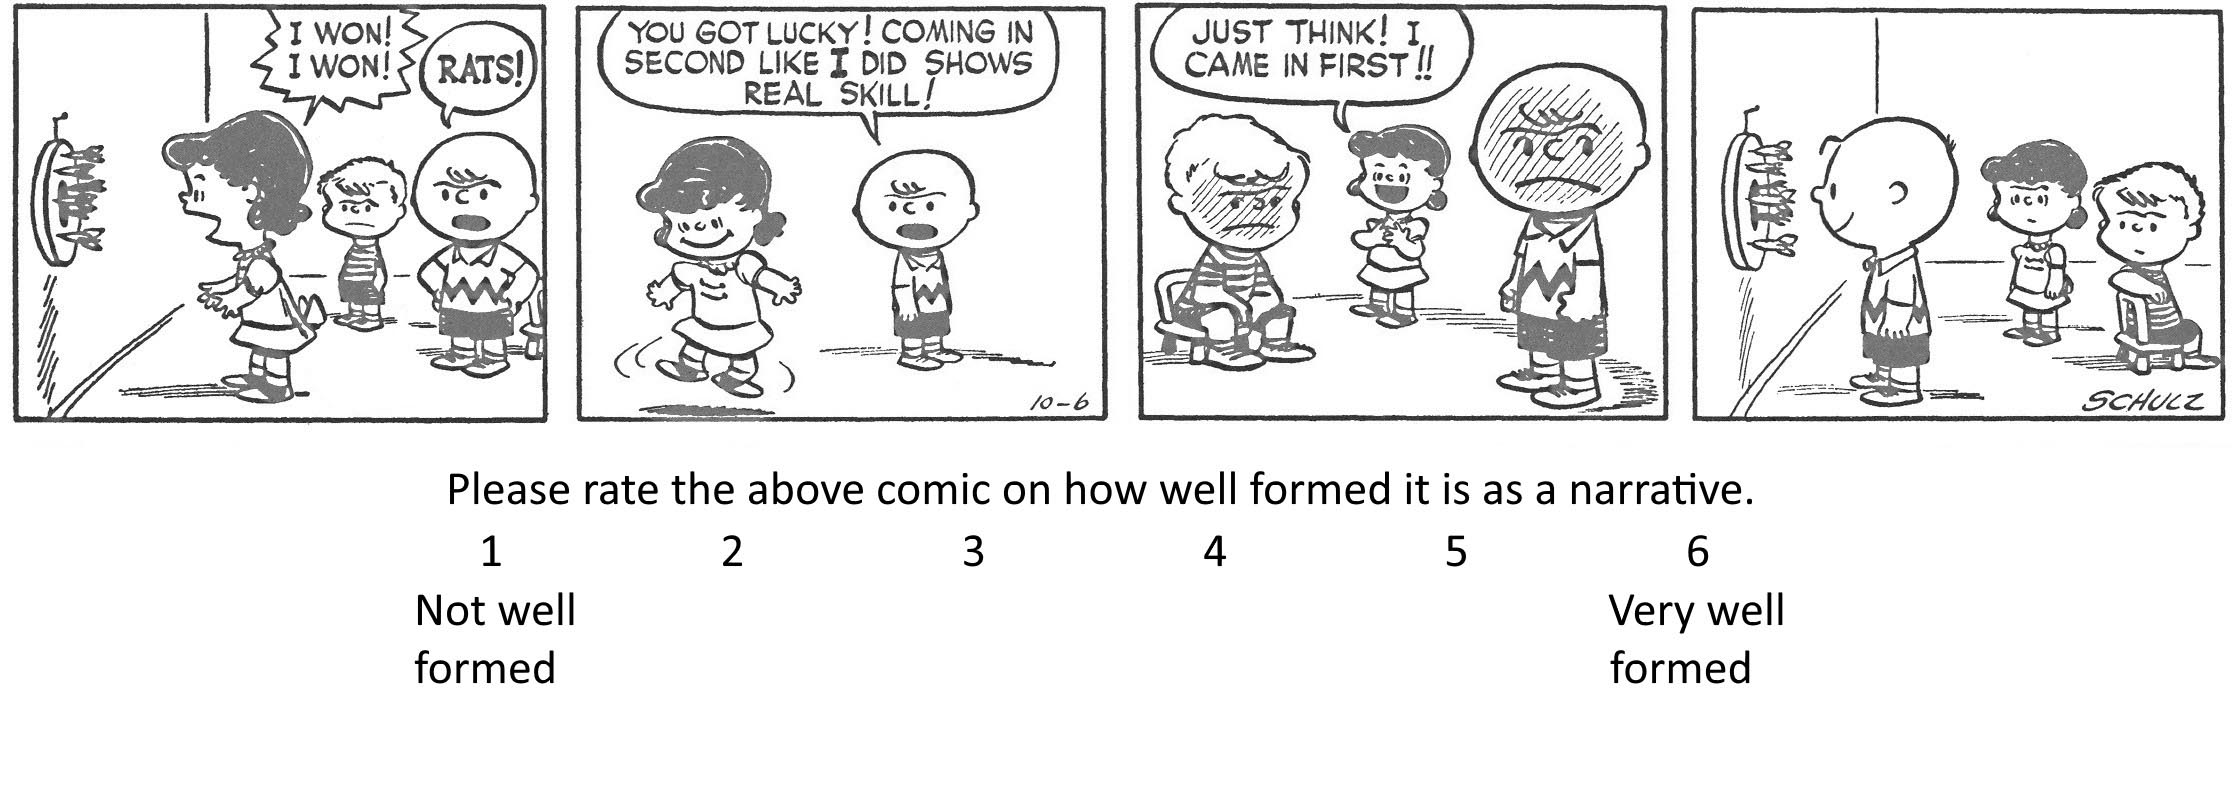 I WON!
I WON!
RATS!
YOU GOT LUCKY! COMING IN
SECOND LIKE I DID SHOWS
REAL SKILL!
10-6
JUST THINK! I
CAME IN FIRST!!
SCHULZ
Please rate the above comic on how well formed it is as a narrative.
1 2 3 4 5 6
Not well
formed
Very well
formed